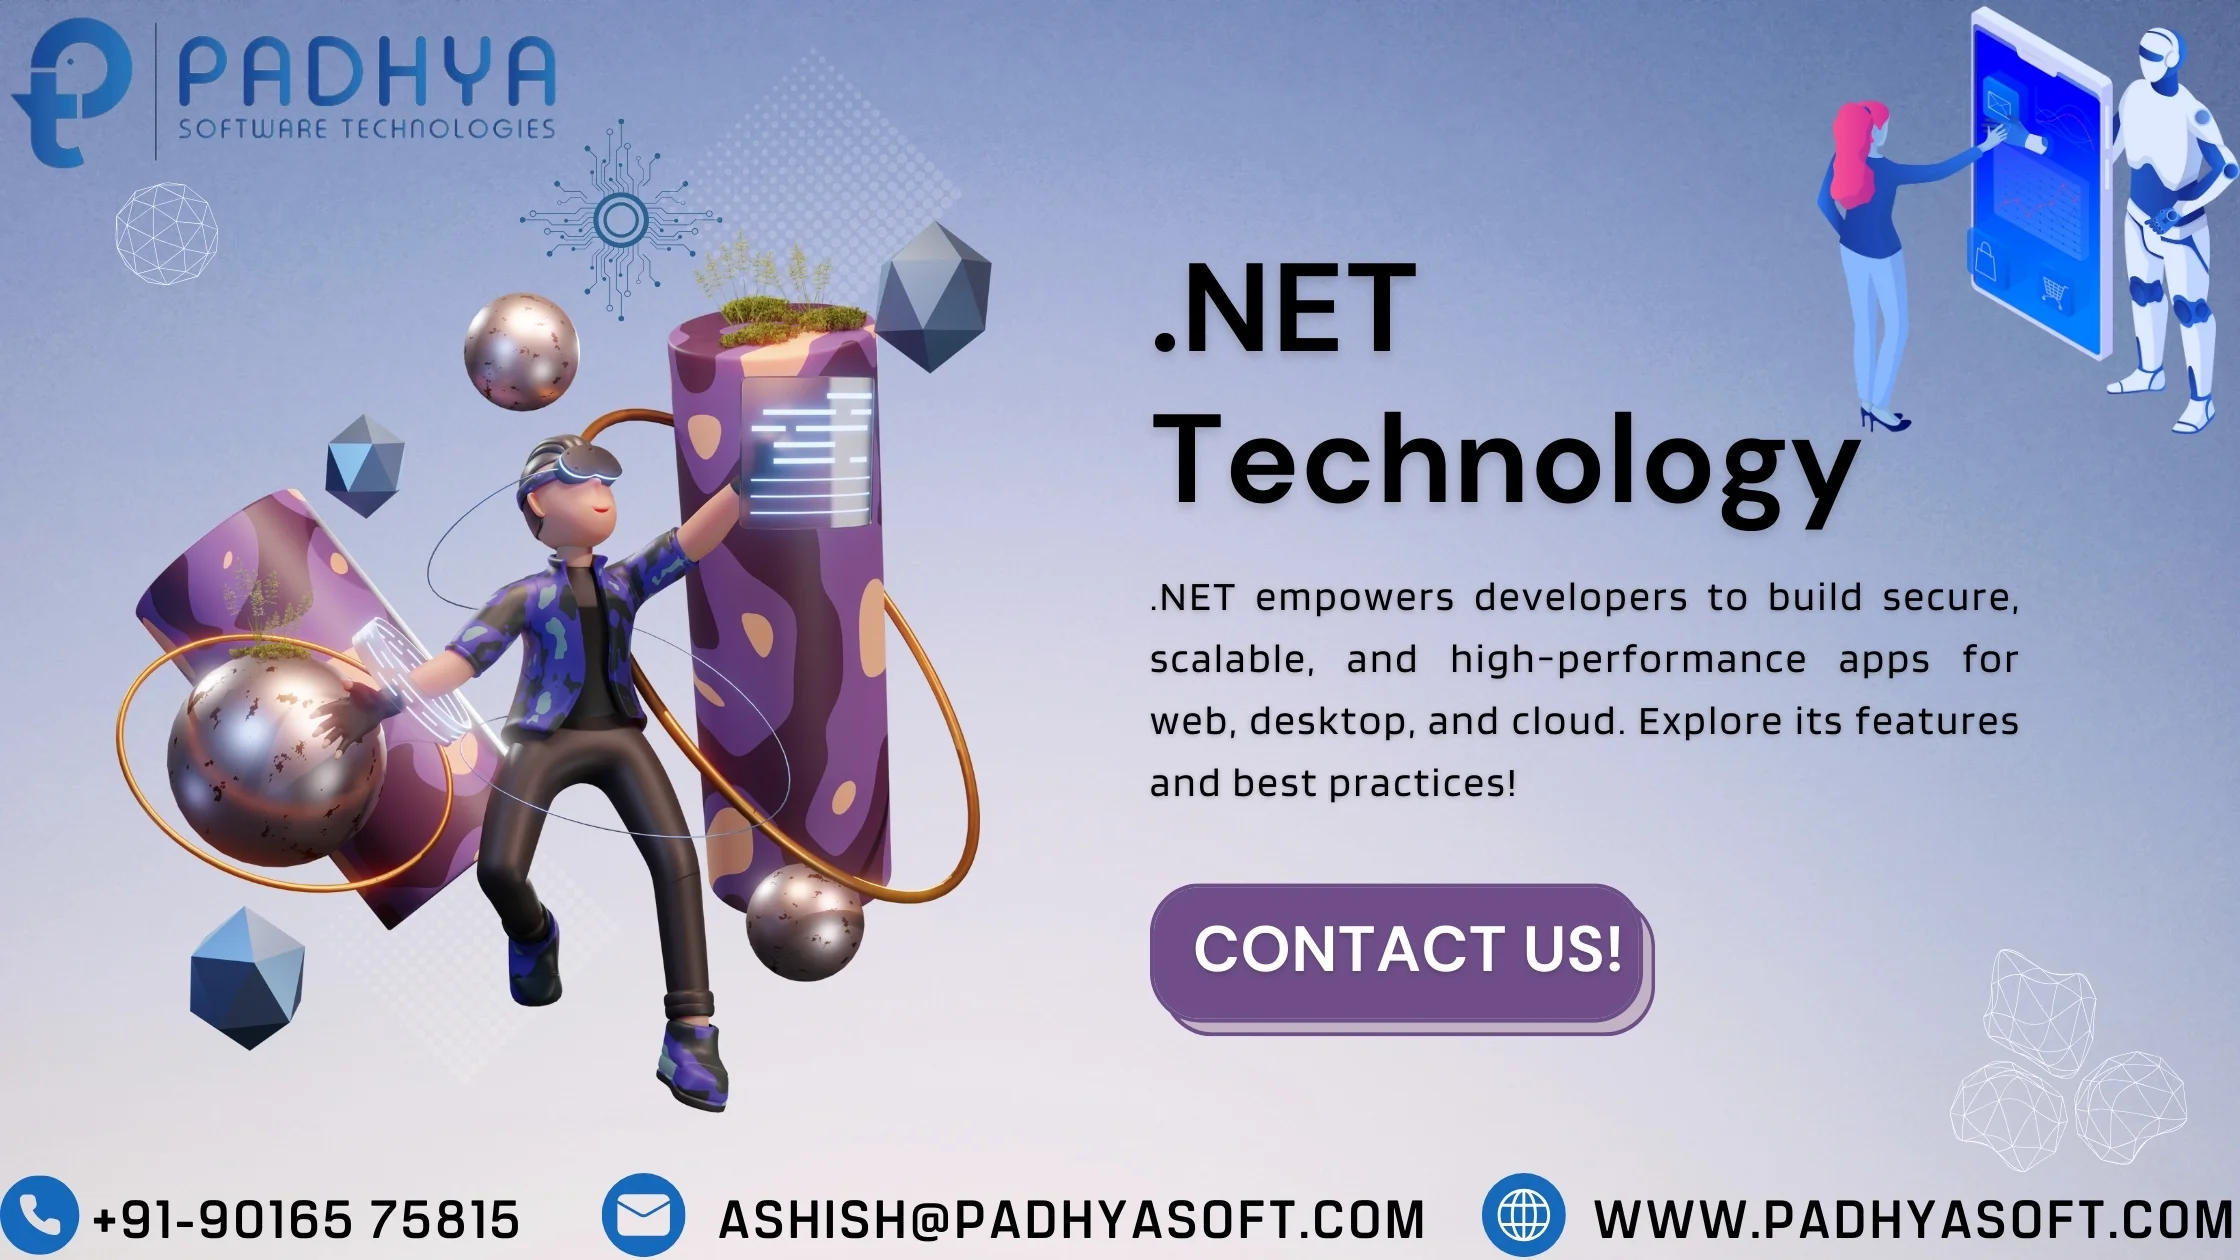 PADHYA
SOFTWARE TECHNOLOGIES
.NET
Technology
.NET empowers developers to build secure,
scalable, and high-performance apps for
web, desktop, and cloud. Explore its features
and best practices!
CONTACT US!
+91-90165 75815
ASHISH@PADHYASOFT.COM
WWW.PADHYASOFT.COM